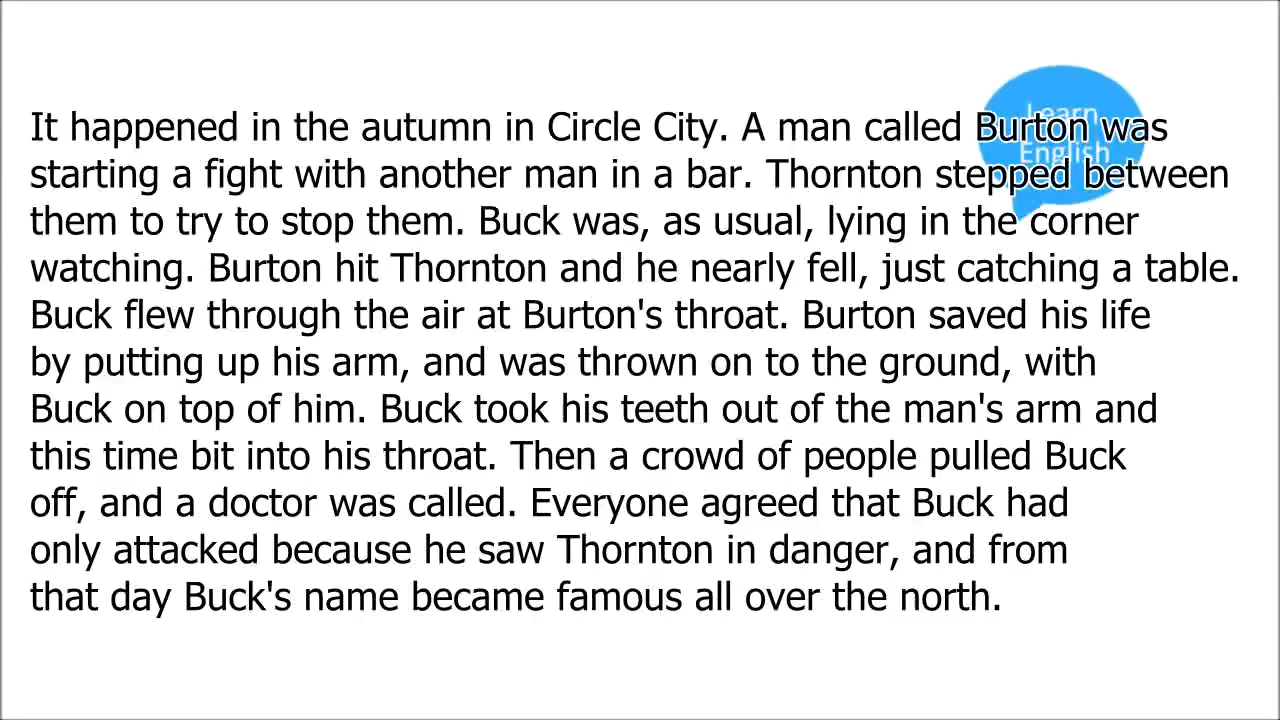 Learn
English
It happened in the autumn in Circle City. A man called Burton was
starting a fight with another man in a bar. Thornton stepped between
them to try to stop them. Buck was, as usual, lying in the corner
watching. Burton hit Thornton and he nearly fell, just catching a table.
Buck flew through the air at Burton's throat. Burton saved his life
by putting up his arm, and was thrown on to the ground, with
Buck on top of him. Buck took his teeth out of the man's arm and
this time bit into his throat. Then a crowd of people pulled Buck
off, and a doctor was called. Everyone agreed that Buck had
only attacked because he saw Thornton in danger, and from
that day Buck's name became famous all over the north.